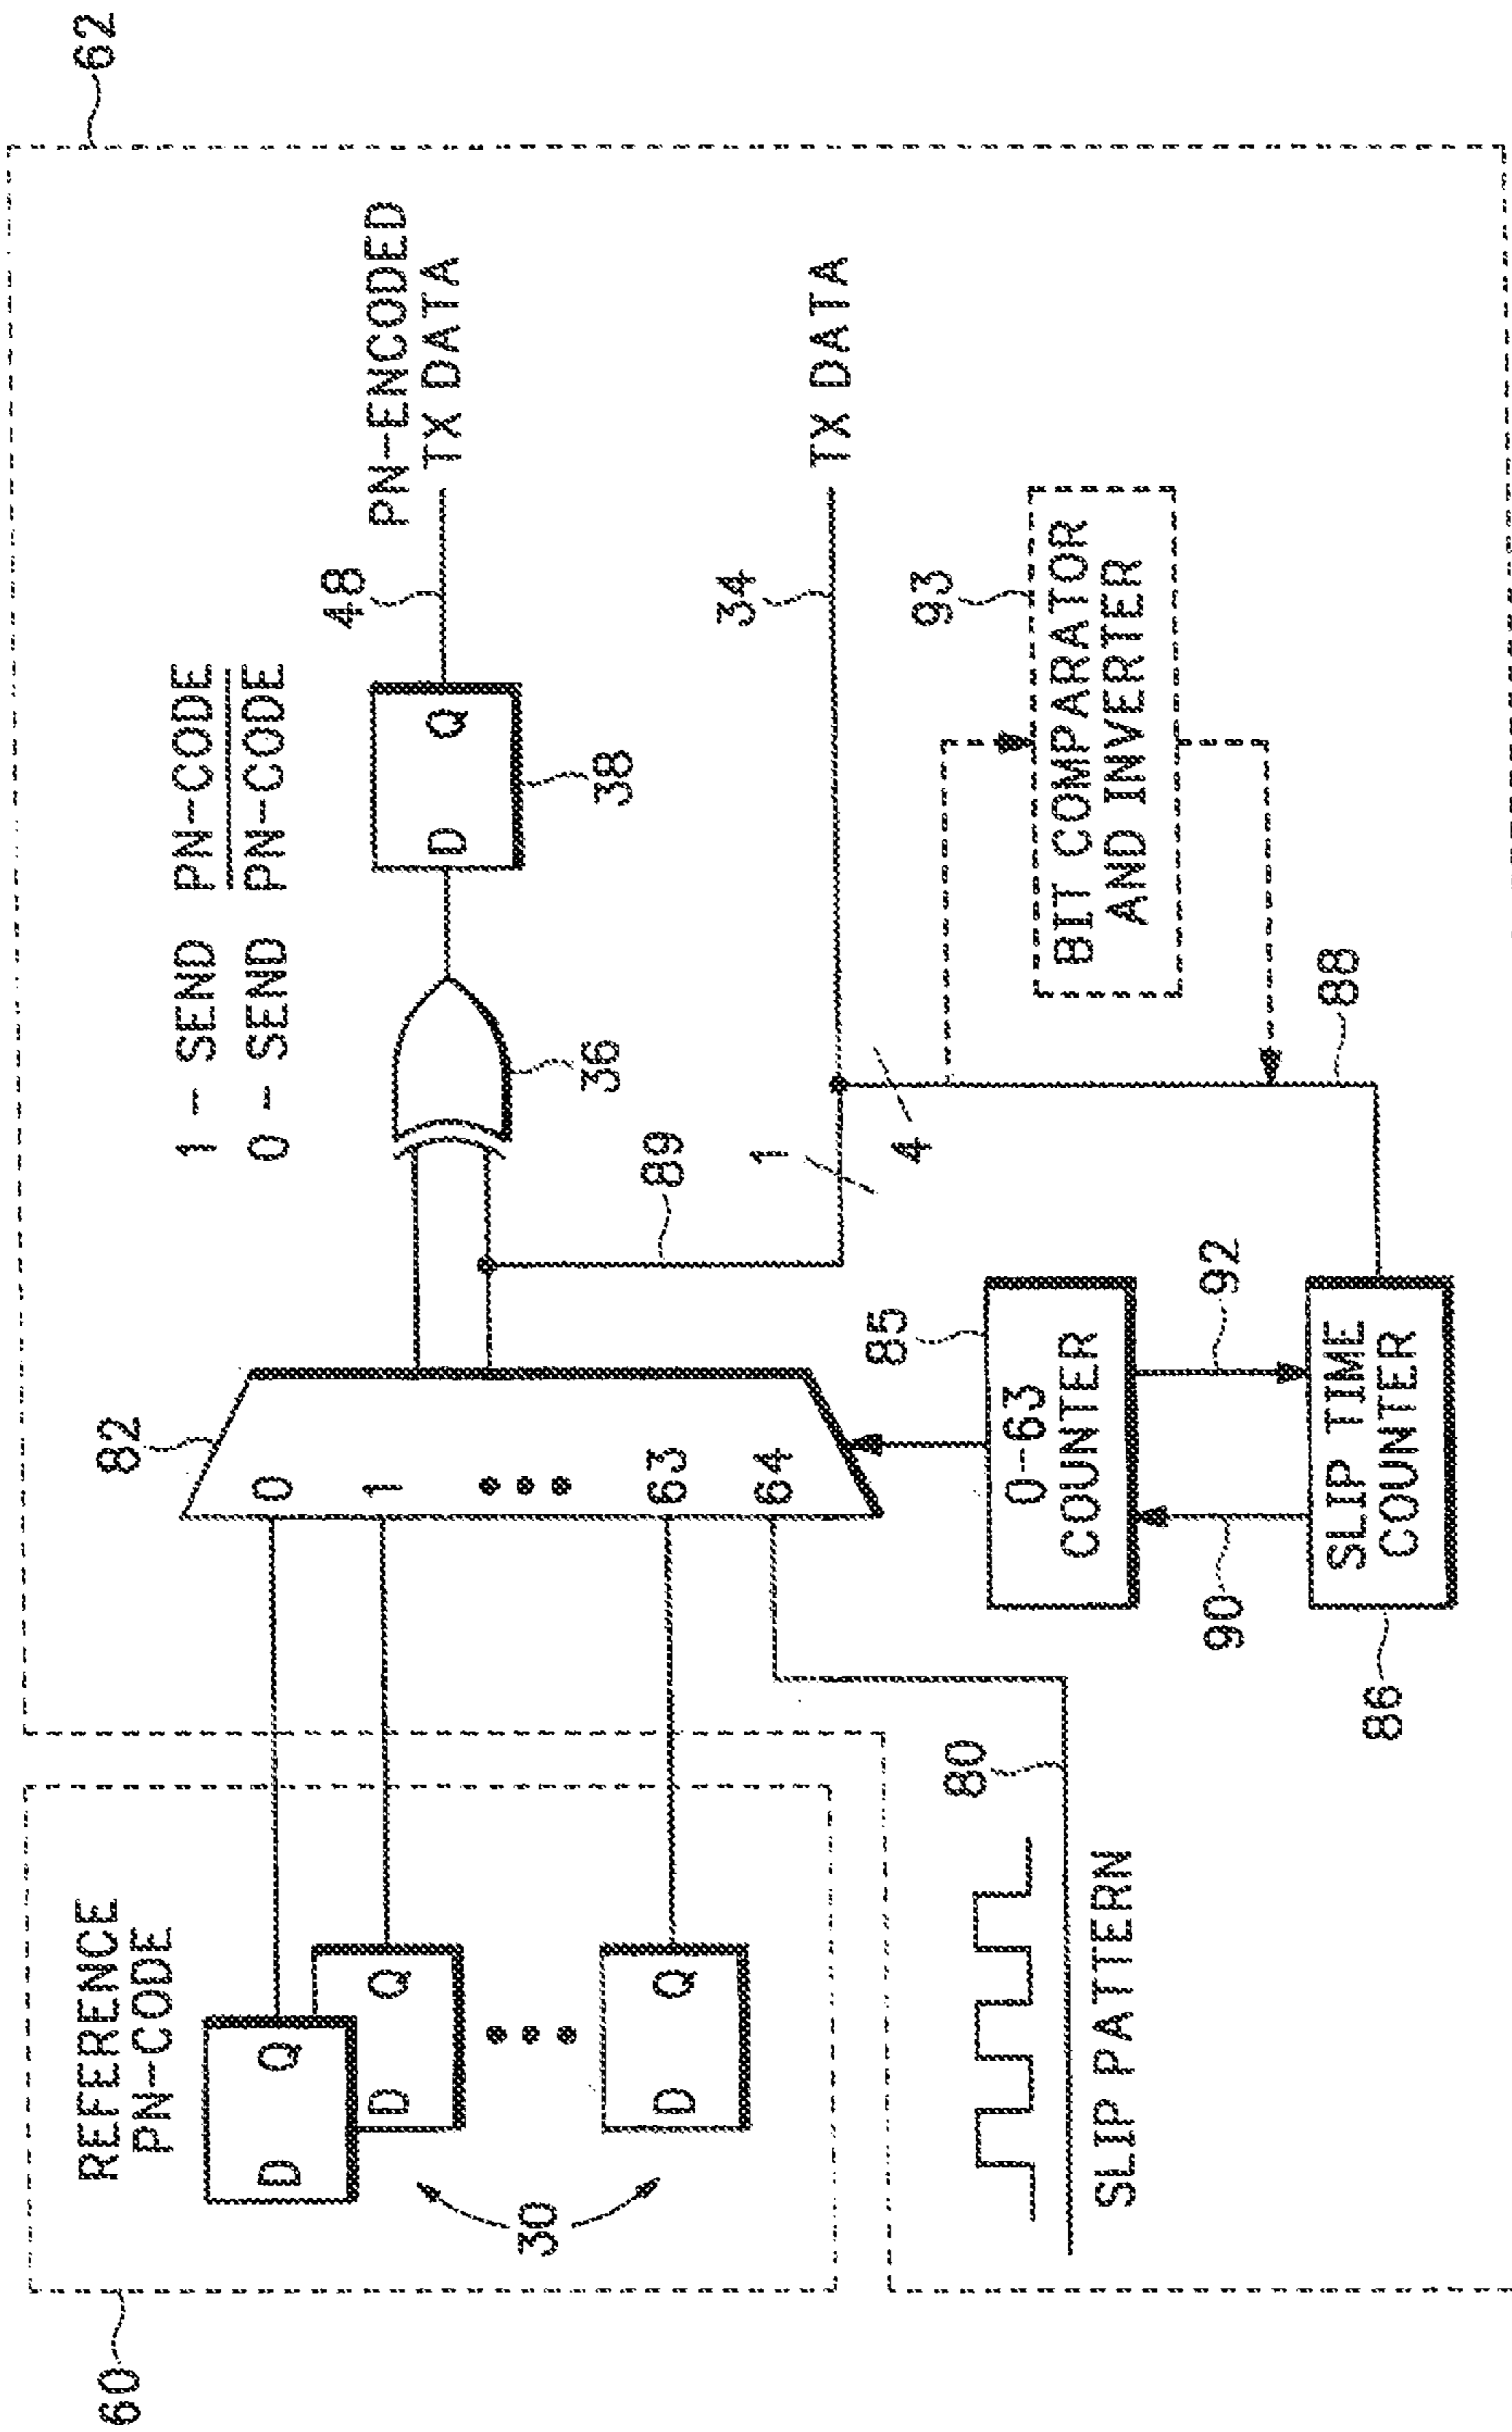 62
REFERENCE
PN-CODE
60
30
D Q
D Q
D Q
82
0
1
63
64
1 - SEND PN-CODE
0 - SEND PN-CODE
36
D Q
38
48
PN-ENCODED
TX DATA
89
1
4
34
TX DATA
93
BIT COMPARATOR
AND INVERTER
88
85
0-63
COUNTER
90
92
SLIP TIME
COUNTER
86
80
SLIP PATTERN